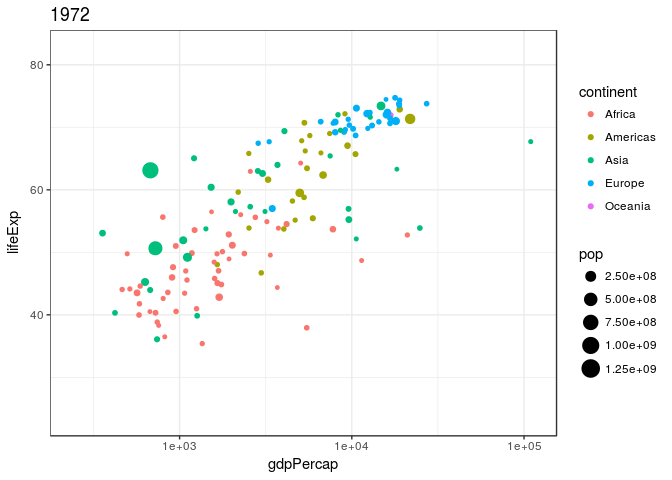 1972
lifeExp
80
60
40
1e+03
1e+04
1e+05
gdpPercap
continent
Africa
Americas
Asia
Europe
Oceania
pop
2.50e+08
5.00e+08
7.50e+08
1.00e+09
1.25e+09